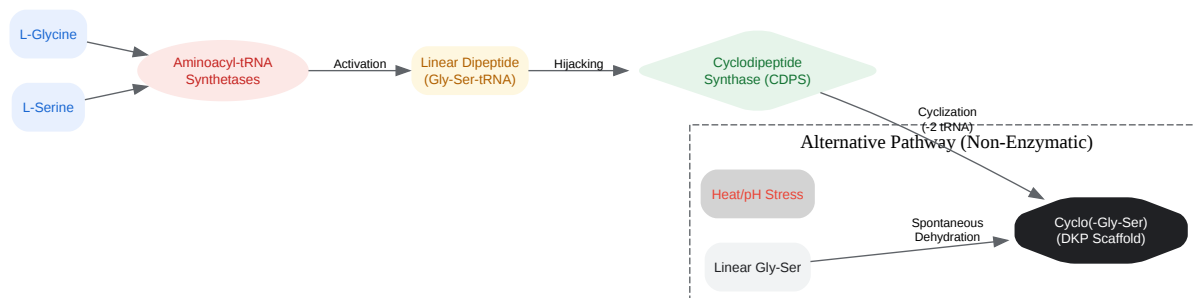 L-Glycine
L-Serine
Aminoacyl-tRNA
Synthetases
Activation
Linear Dipeptide
(Gly-Ser-tRNA)
Hijacking
Cyclodipeptide
Synthase (CDPS)
Cyclization
(-2 tRNA)
Alternative Pathway (Non-Enzymatic)
Heat/pH Stress
Linear Gly-Ser
Spontaneous
Dehydration
Cyclo(-Gly-Ser)
(DKP Scaffold)